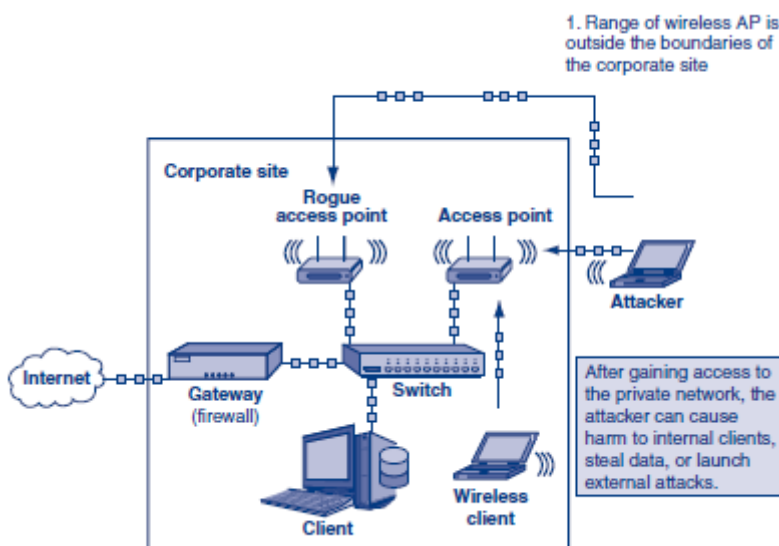 1. Range of wireless AP is
outside the boundaries of
the corporate site
Corporate site
Rogue
access point
Access point
Attacker
Internet
Gateway
(firewall)
Switch
After gaining access to
the private network, the
attacker can cause
harm to internal clients,
steal data, or launch
external attacks.
Client
Wireless
client